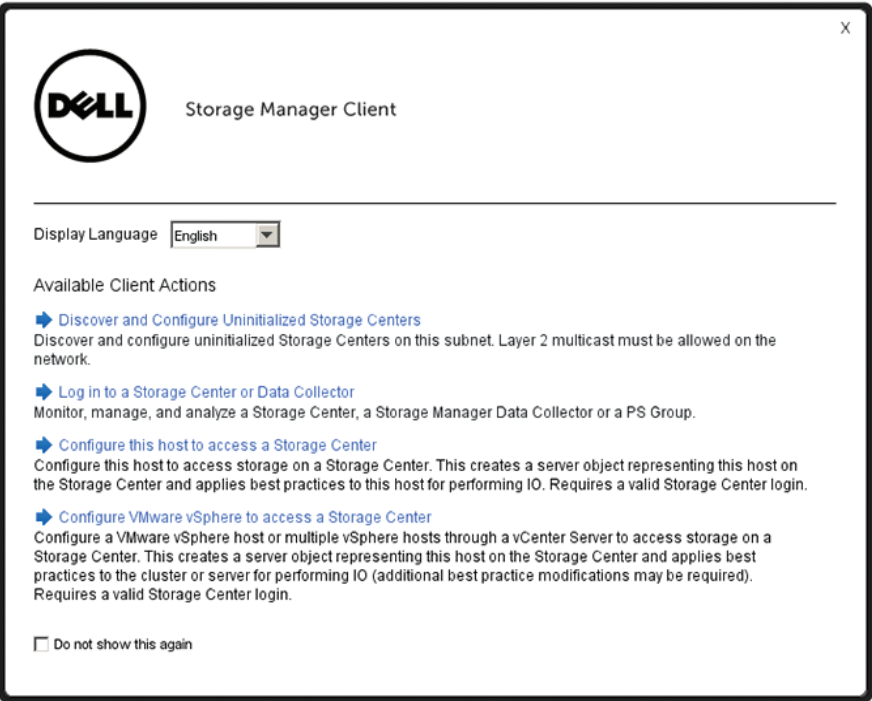 X
DELL
Storage Manager Client
Display Language English
Available Client Actions
Discover and Configure Uninitialized Storage Centers
Discover and configure uninitialized Storage Centers on this subnet. Layer 2 multicast must be allowed on the
network.
Log in to a Storage Center or Data Collector
Monitor, manage, and analyze a Storage Center, a Storage Manager Data Collector or a PS Group.
Configure this host to access a Storage Center
Configure this host to access storage on a Storage Center. This creates a server object representing this host on
the Storage Center and applies best practices to this host for performing IO. Requires a valid Storage Center login.
Configure VMware vSphere to access a Storage Center
Configure a VMware vSphere host or multiple vSphere hosts through a vCenter Server to access storage on a
Storage Center. This creates a server object representing this host on the Storage Center and applies best
practices to the cluster or server for performing IO (additional best practice modifications may be required).
Requires a valid Storage Center login.
Do not show this again